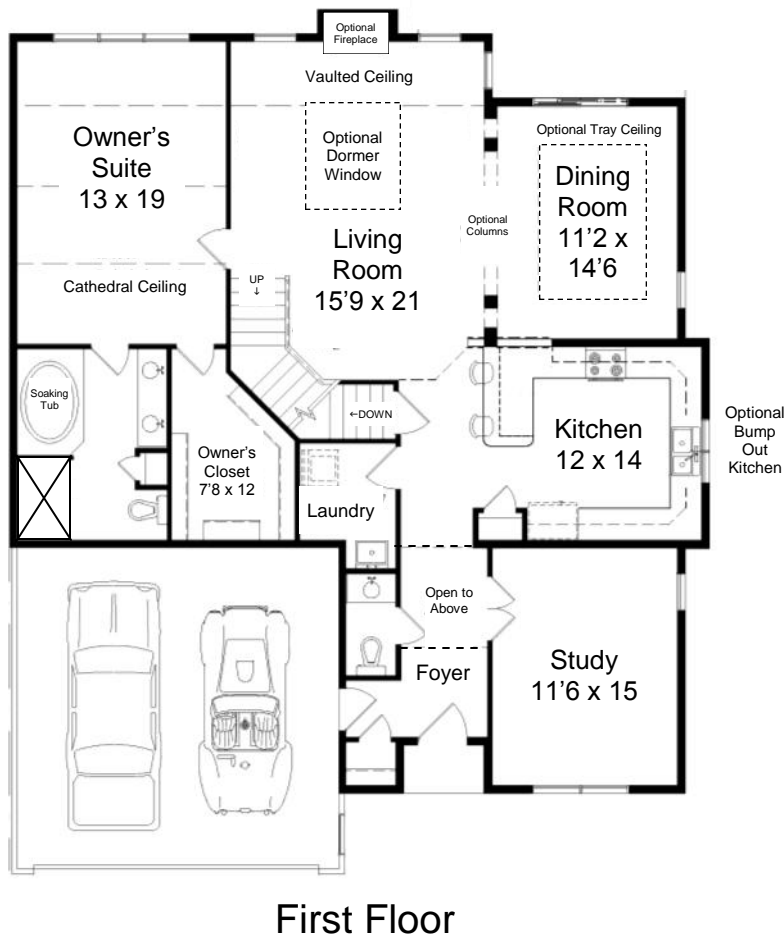 Optional
Fireplace
Vaulted Ceiling
Owner's
Suite
13 x 19
Optional
Dormer
Window
Optional Tray Ceiling
Dining
Room
11'2 x
14'6
Optional
Columns
Living
Room
15'9 x 21
UP
↓
Cathedral Ceiling
Soaking
Tub
←DOWN
Owner's
Closet
7'8 x 12
Kitchen
12 x 14
Optional
Bump
Out
Kitchen
Laundry
Open to
Above
Foyer
Study
11'6 x 15
First Floor